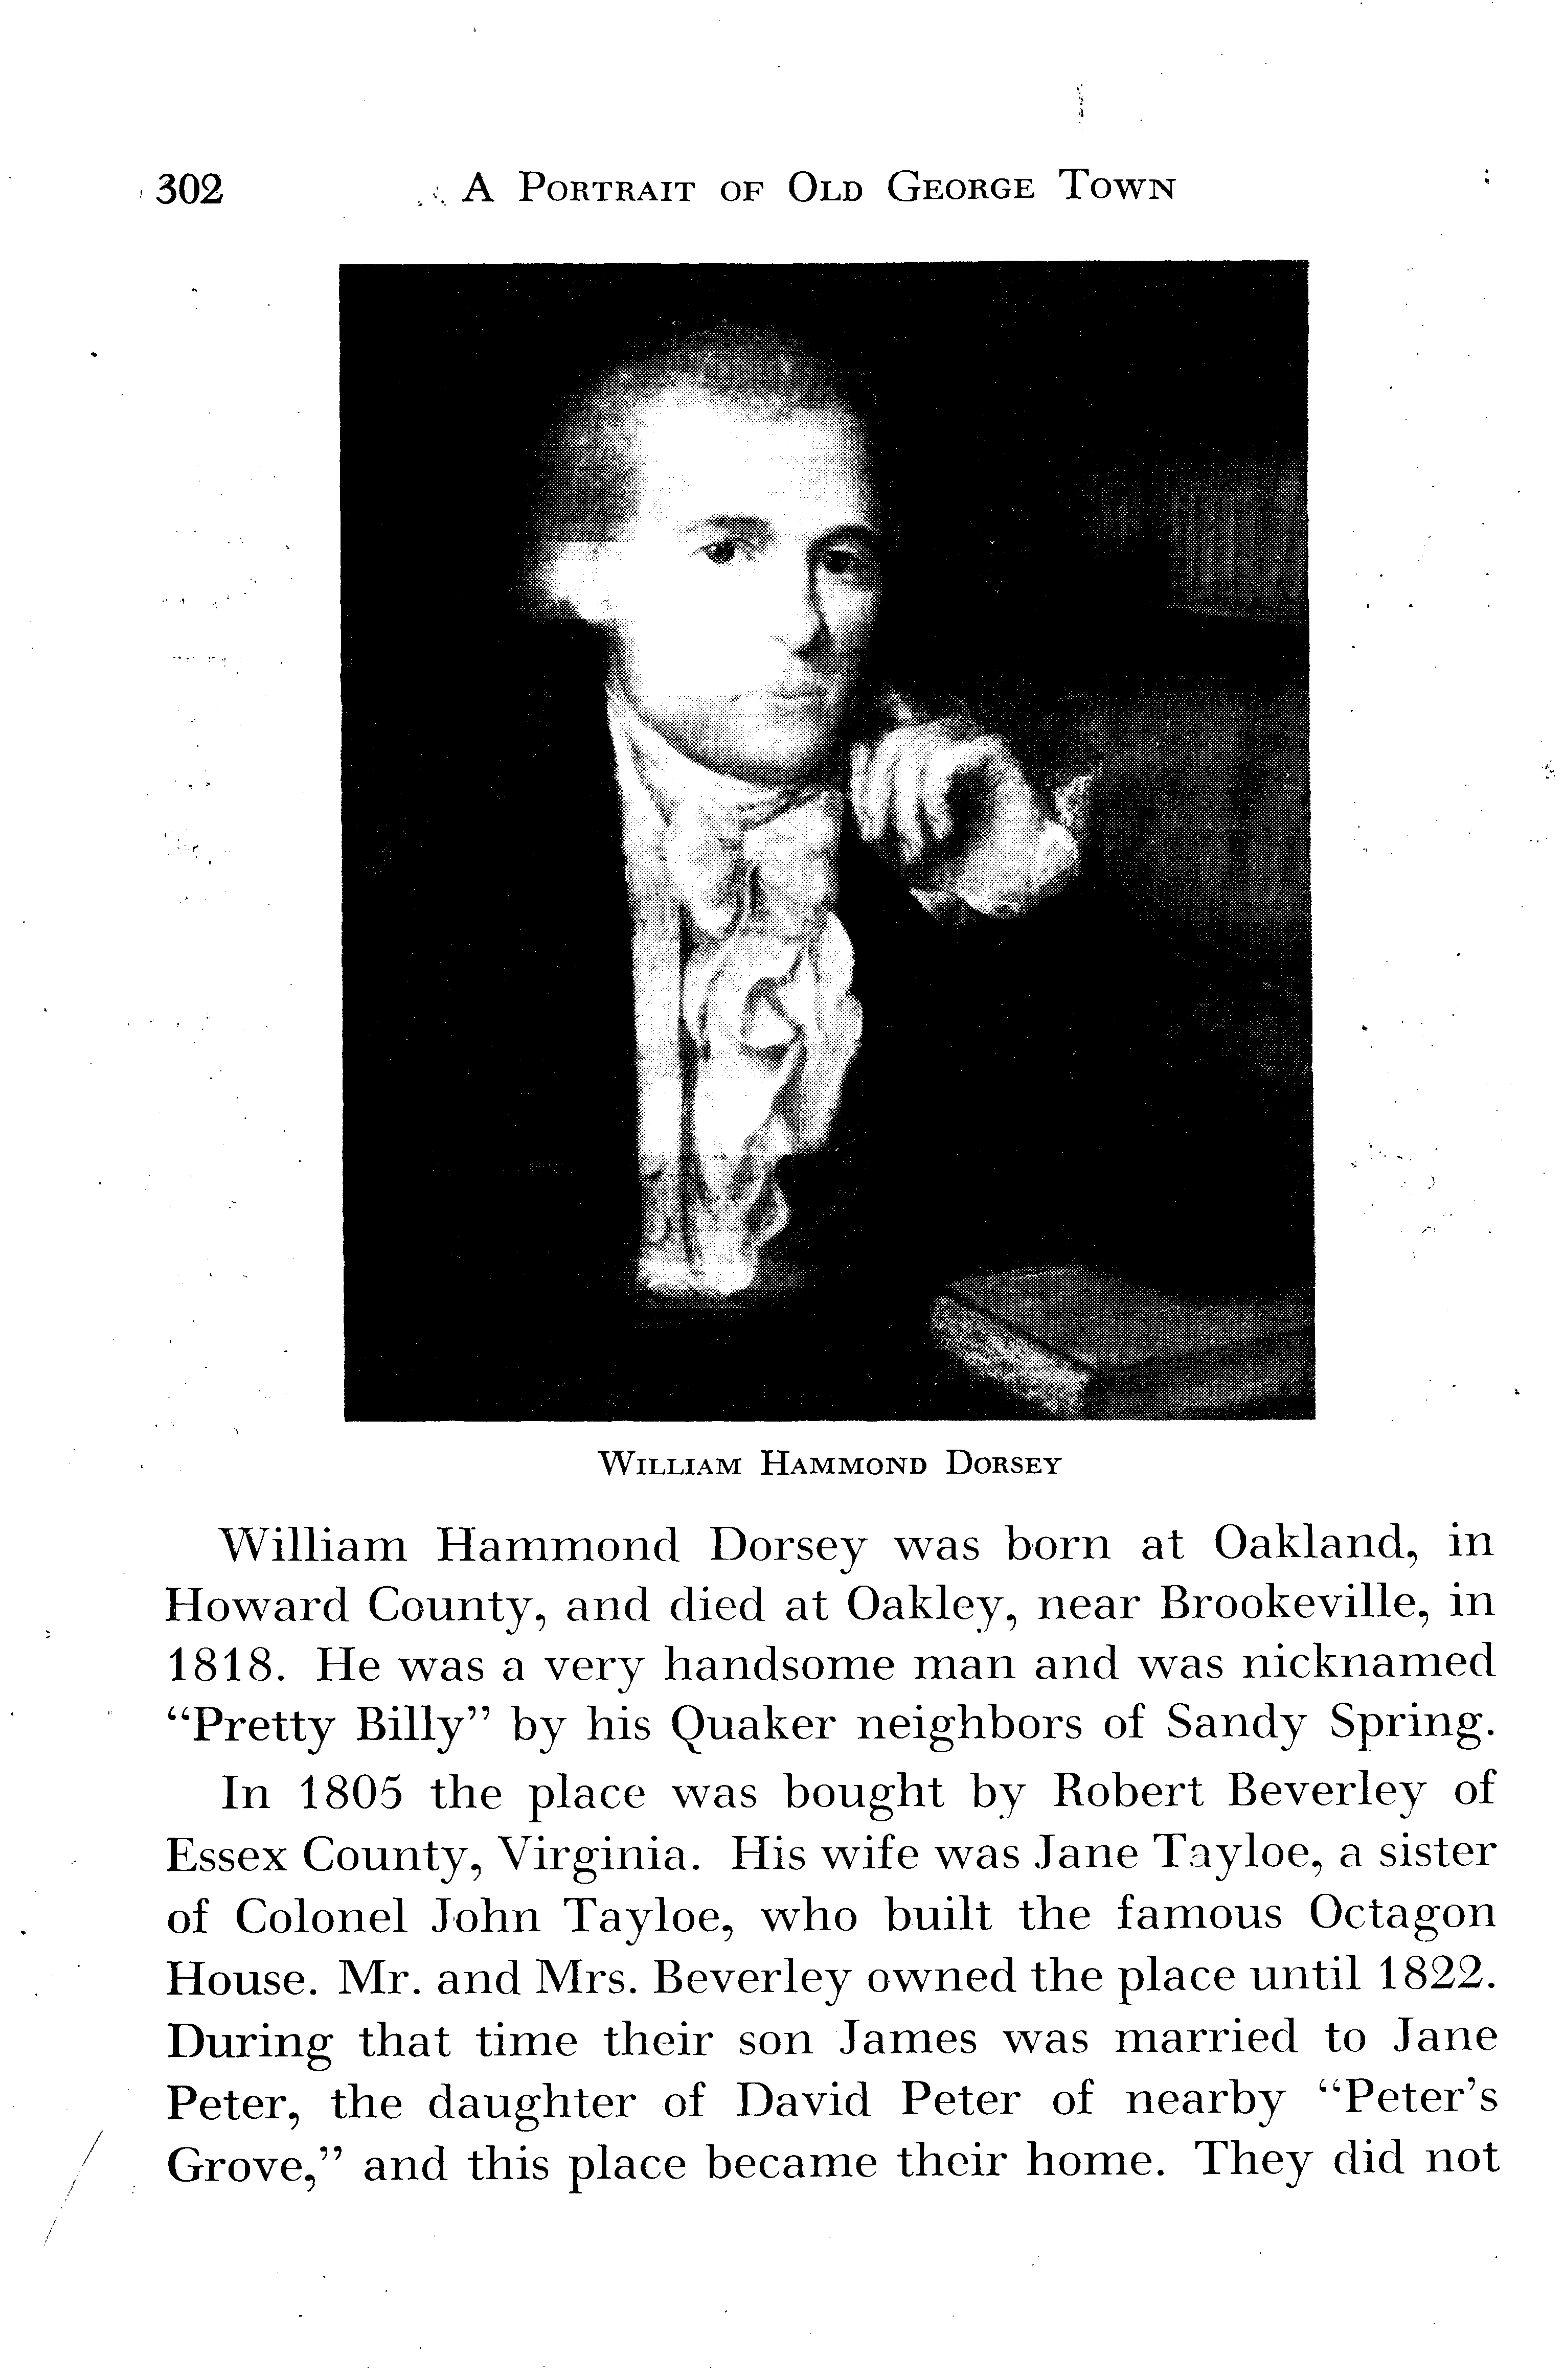 302 A PORTRAIT OF OLD GEORGE TOWN
WILLIAM HAMMOND DORSEY
William Hammond Dorsey was born at Oakland, in
Howard County, and died at Oakley, near Brookeville, in
1818. He was a very handsome man and was nicknamed
“Pretty Billy” by his Quaker neighbors of Sandy Spring.
In 1805 the place was bought by Robert Beverley of
Essex County, Virginia. His wife was Jane Tayloe, a sister
of Colonel John Tayloe, who built the famous Octagon
House. Mr. and Mrs. Beverley owned the place until 1822.
During that time their son James was married to Jane
Peter, the daughter of David Peter of nearby “Peter’s
Grove,” and this place became their home. They did not